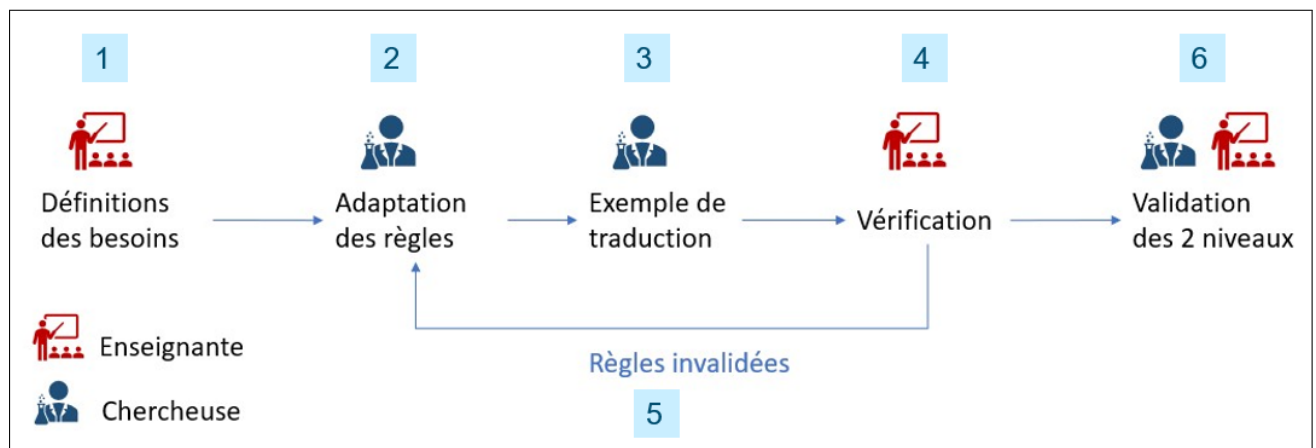 1
2
3
4
6
Définitions
des besoins
Adaptation
des règles
Exemple de
traduction
Vérification
Validation
des 2 niveaux
Règles invalidées
5
Enseignante
Chercheuse